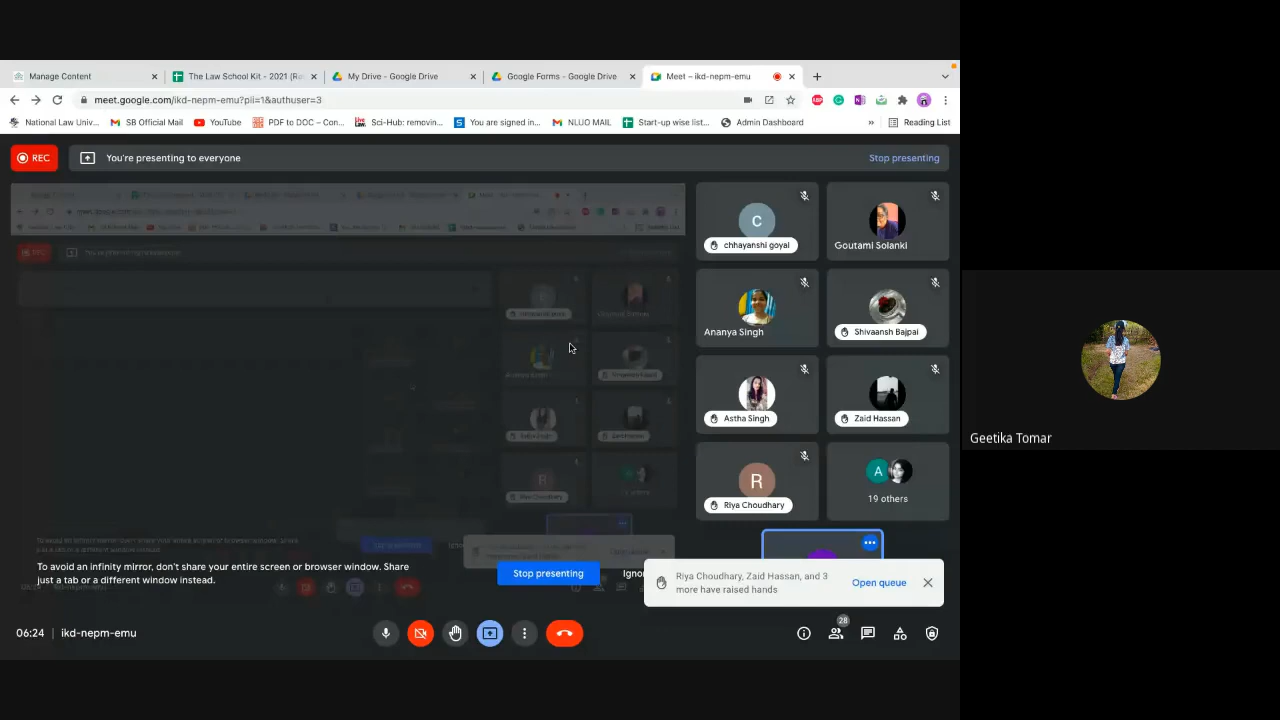 Manage Content
The Law School Kit - 2021 (Re
My Drive - Google Drive
Google Forms - Google Drive
Meet – ikd-nepm-emu
meet.google.com/ikd-nepm-emu?pii=1&authuser=3
National Law Univ...
SB Official Mail
YouTube
PDF to DOC – Con...
Sci-Hub: removin...
You are signed in...
NLUO MAIL
Start-up wise list...
Admin Dashboard
»
Reading List
REC
You're presenting to everyone
Stop presenting
C
chhayanshi goyal
Goutami Solanki
Ananya Singh
Shivaansh Bajpai
Astha Singh
Zaid Hassan
R
Riya Choudhary
A
19 others
Geetika Tomar
To avoid an infinity mirror, don't share your entire screen or browser window. Share
just a tab or a different window instead.
Stop presenting
Ignor
Riya Choudhary, Zaid Hassan, and 3
more have raised hands
Open queue
06:24 | ikd-nepm-emu
28